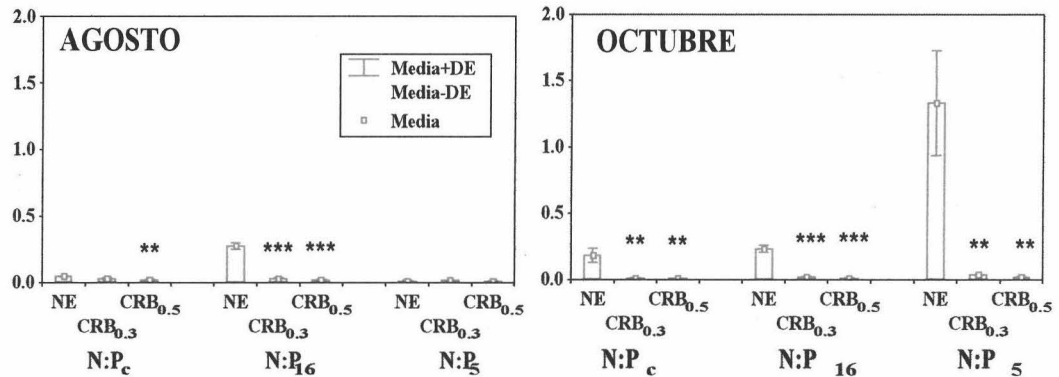 AGOSTO
2.0
1.5
1.0
0.5
0.0
Media+DE
Media-DE
Media
**
*** ***
NE CRB0.5 NE CRB0.5 NE CRB0.5
CRB0.3 CRB0.3 CRB0.3
N:Pc N:P16 N:P5
OCTUBRE
2.0
1.5
1.0
0.5
0.0
** **
*** ***
** **
NE CRB0.5 NE CRB0.5 NE CRB0.5
CRB0.3 CRB0.3 CRB0.3
N:P c N:P 16 N:P 5